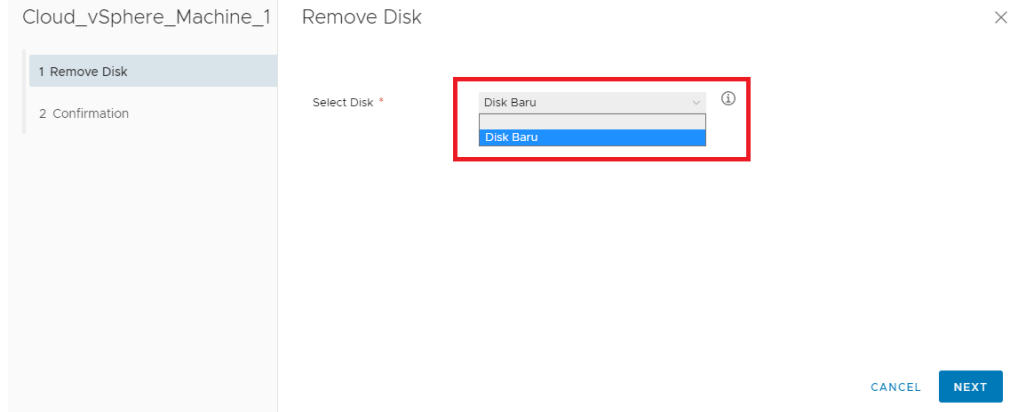 Cloud_vSphere_Machine_1
1 Remove Disk
2 Confirmation
Remove Disk
Select Disk *
Disk Baru
Disk Baru
CANCEL
NEXT